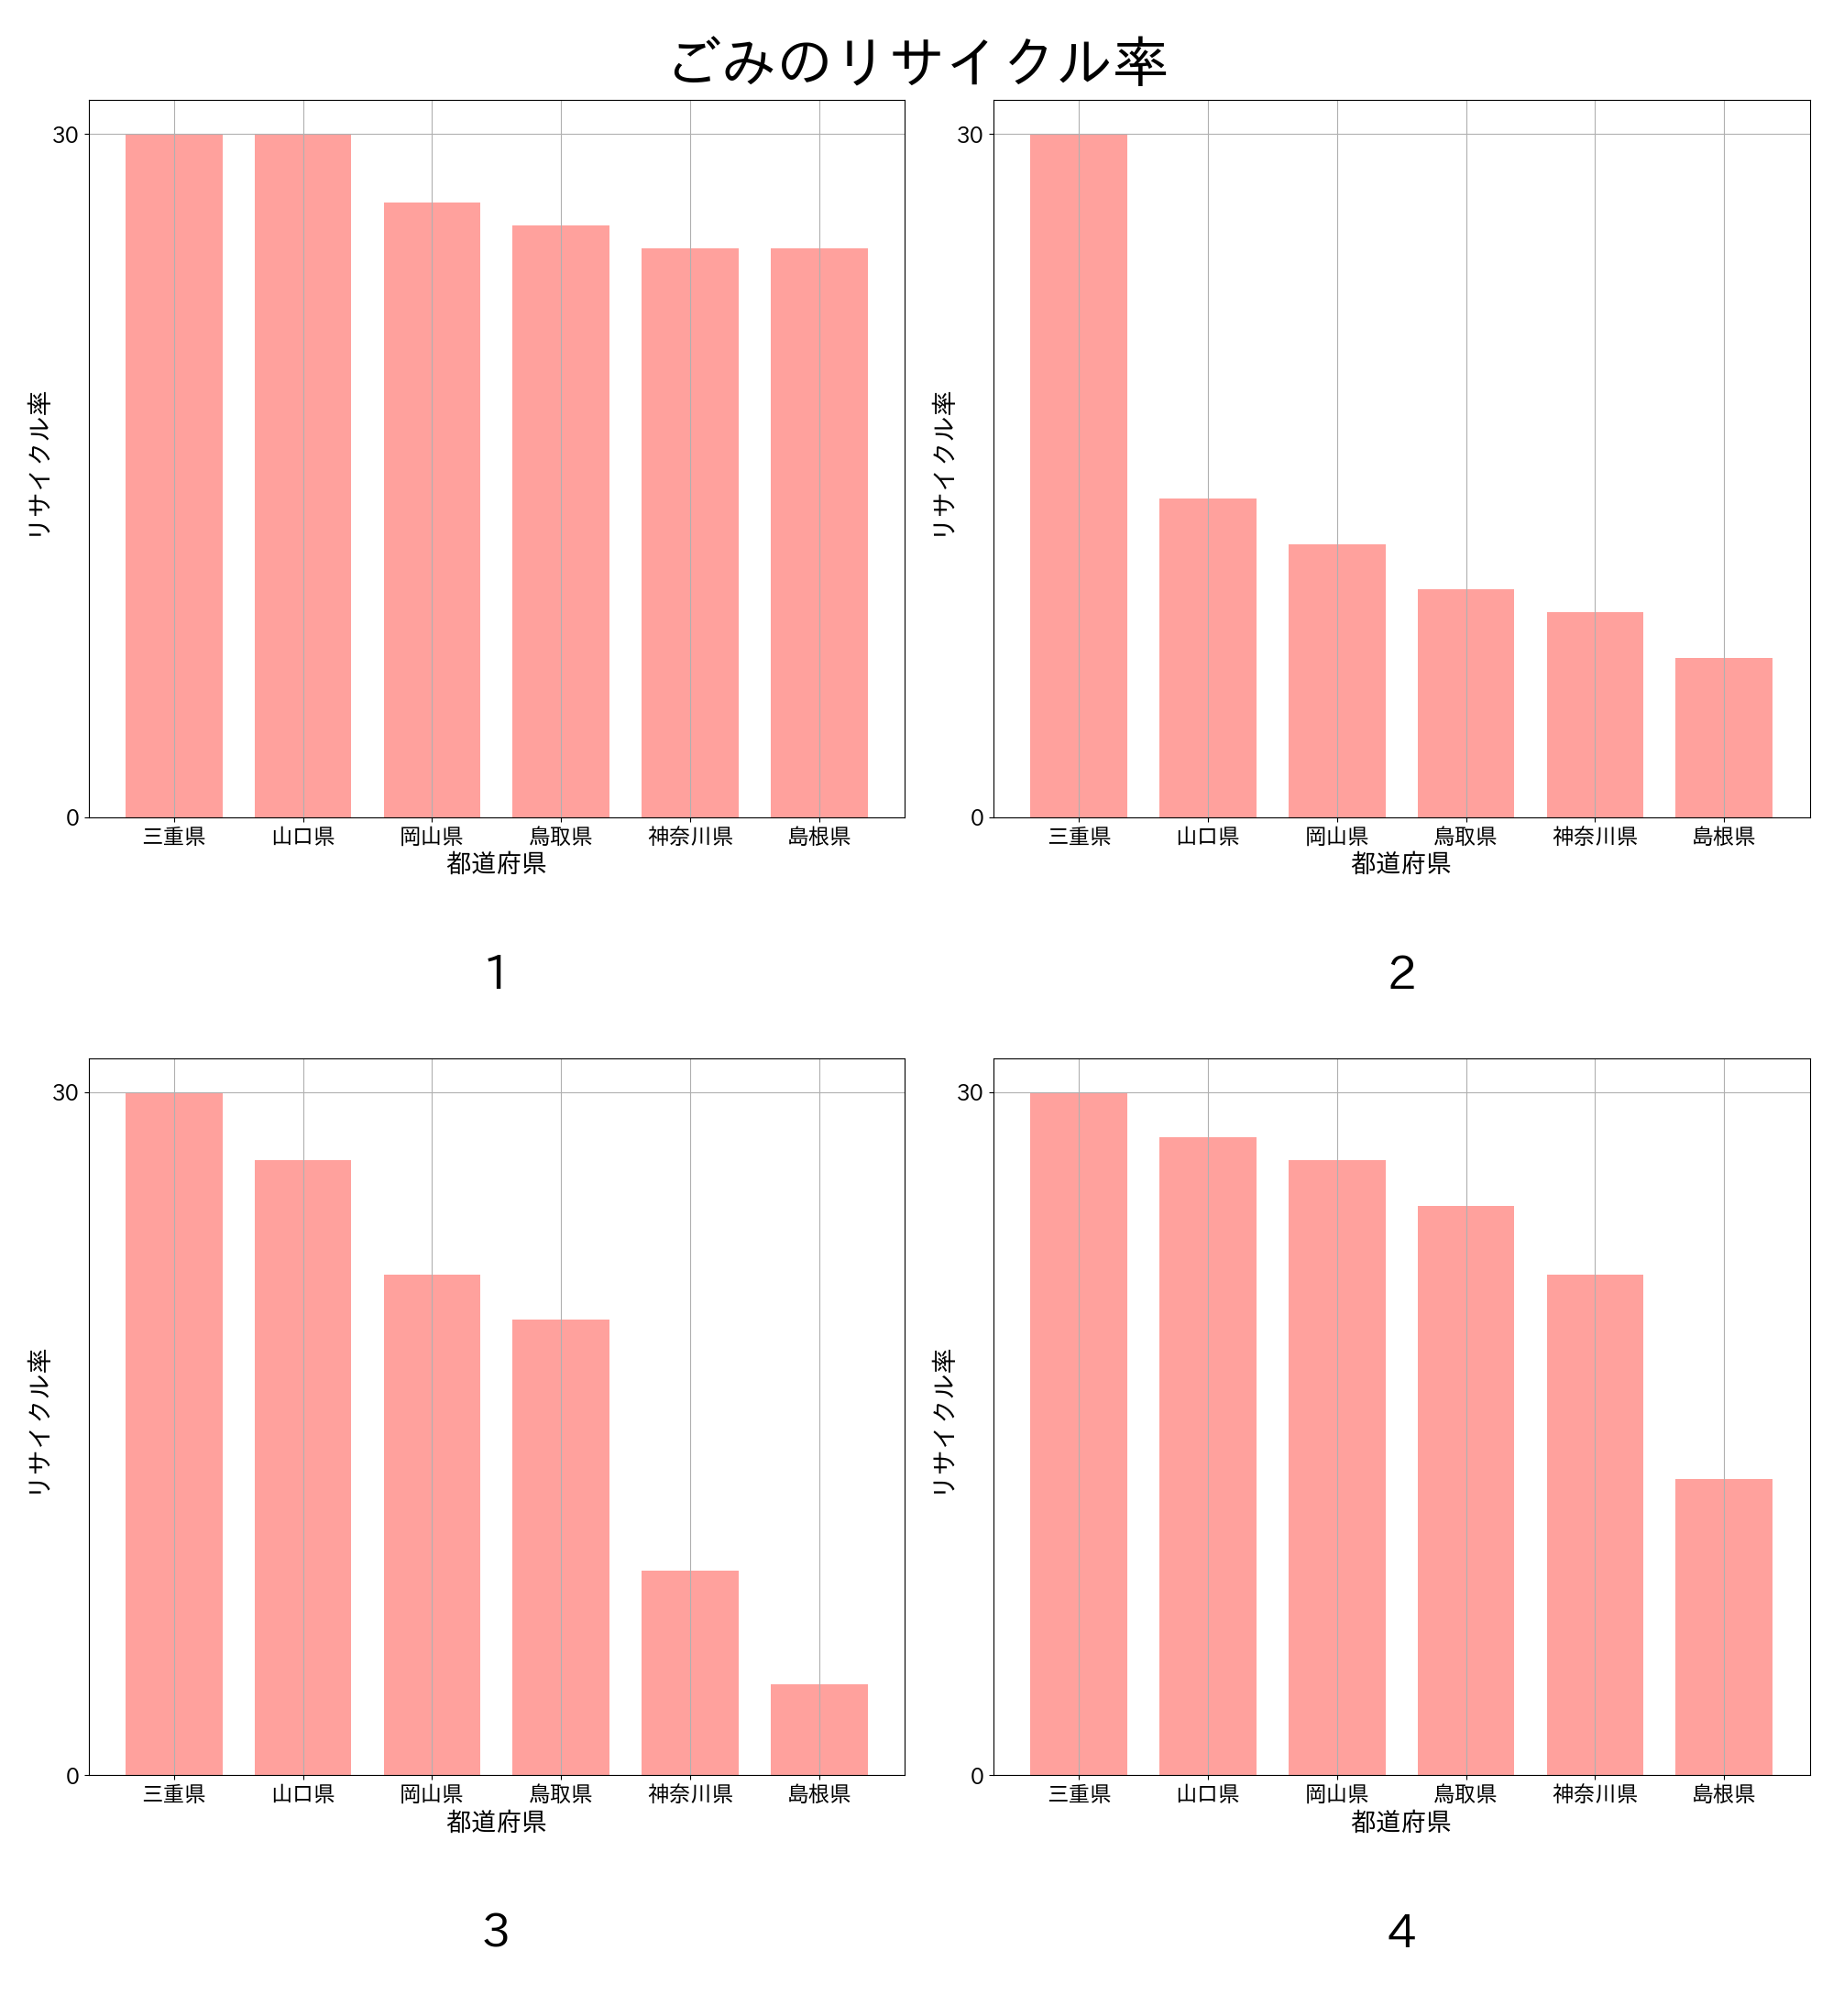 ごみのリサイクル率
30
0
リサイクル率
三重県 山口県 岡山県 鳥取県 神奈川県 島根県
都道府県
1
30
0
リサイクル率
三重県 山口県 岡山県 鳥取県 神奈川県 島根県
都道府県
2
30
0
リサイクル率
三重県 山口県 岡山県 鳥取県 神奈川県 島根県
都道府県
3
30
0
リサイクル率
三重県 山口県 岡山県 鳥取県 神奈川県 島根県
都道府県
4